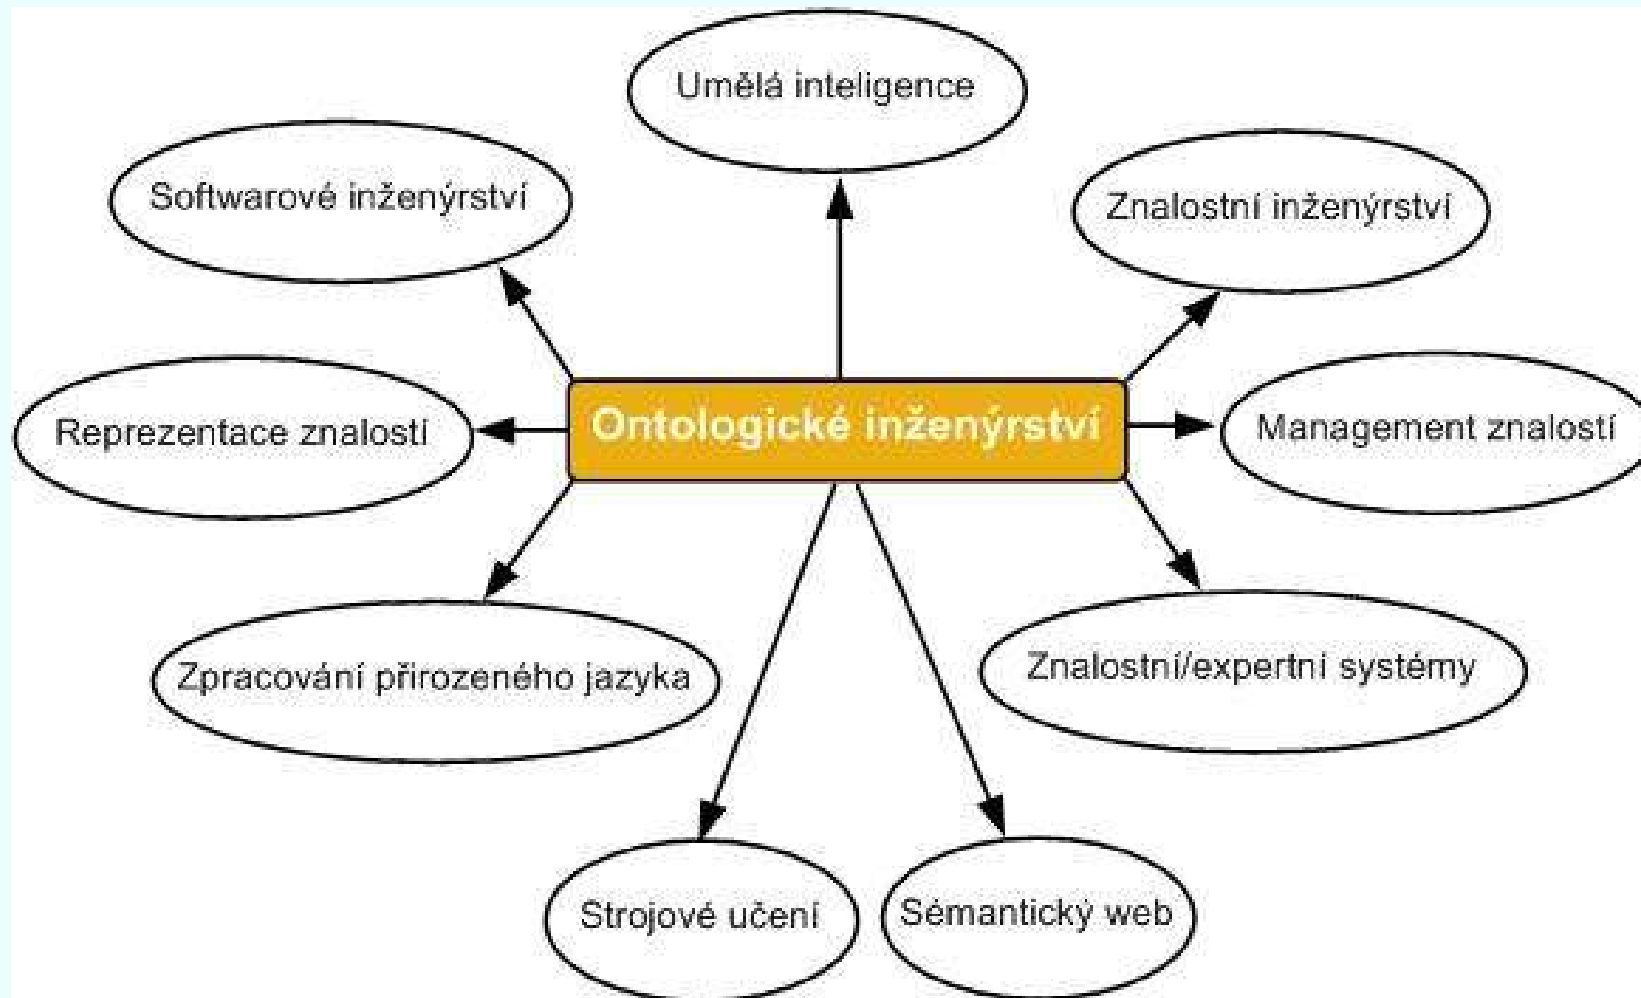 Umělá inteligence
Softwarové inženýrství
Znalostní inženýrství
Ontologické inženýrství
Reprezentace znalostí
Management znalostí
Zpracování přirozeného jazyka
Znalostní/expertní systémy
Strojové učení
Sémantický web